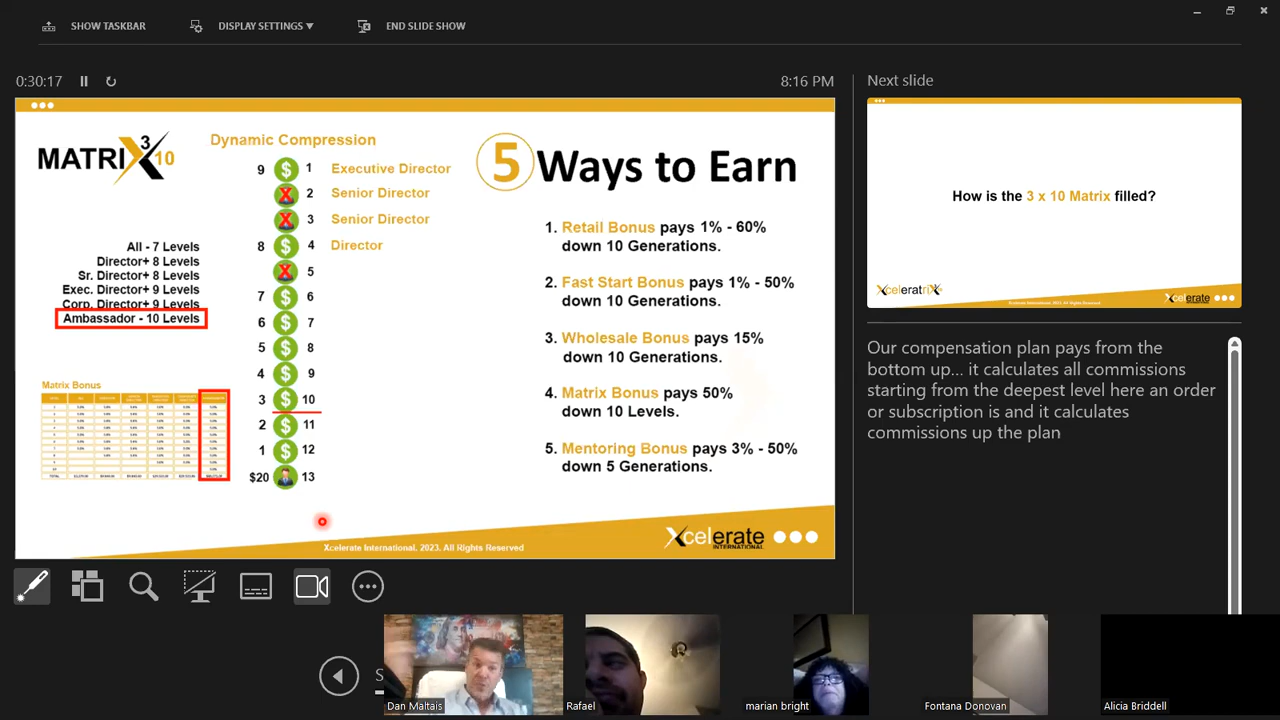 SHOW TASKBAR
DISPLAY SETTINGS ▼
END SLIDE SHOW
0:30:17
8:16 PM
Next slide
MATRIX 3 10
Dynamic Compression
9 $ 1 Executive Director
X 2 Senior Director
X 3 Senior Director
8 $ 4 Director
X 5
7 $ 6
6 $ 7
5 $ 8
4 $ 9
3 $ 10
2 $ 11
1 $ 12
$20 13
All - 7 Levels
Director+ 8 Levels
Sr. Director+ 8 Levels
Exec. Director+ 9 Levels
Corp. Director+ 9 Levels
Ambassador - 10 Levels
Matrix Bonus
TOTAL
5 Ways to Earn
1. Retail Bonus pays 1% - 60%
down 10 Generations.
2. Fast Start Bonus pays 1% - 50%
down 10 Generations.
3. Wholesale Bonus pays 15%
down 10 Generations.
4. Matrix Bonus pays 50%
down 10 Levels.
5. Mentoring Bonus pays 3% - 50%
down 5 Generations.
Xcelerate International, 2023. All Rights Reserved
Xcelerate
INTERNATIONAL
How is the 3 x 10 Matrix filled?
XceleratriX
Xcelerate International, 2023. All Rights Reserved
Xcelerate
Our compensation plan pays from the
bottom up... it calculates all commissions
starting from the deepest level here an order
or subscription is and it calculates
commissions up the plan
S
Dan Maltais
Rafael
marian bright
Fontana Donovan
Alicia Briddell